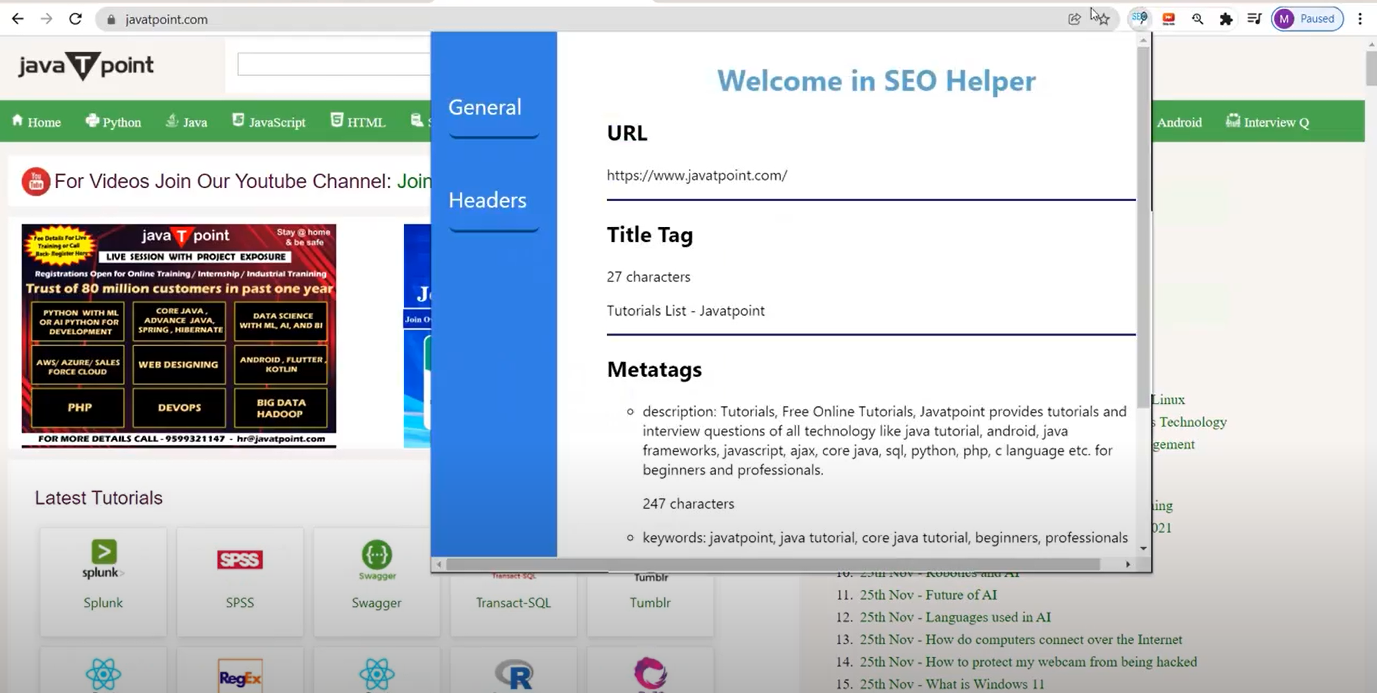 javatpoint.com
SEO
M Paused
javaTpoint
Home Python Java JavaScript HTML Android Interview Q
For Videos Join Our Youtube Channel: Join
Fee Details For Live
Training or Call
Back- Register Here
java T point
Stay @ home
& be safe
LIVE SESSION WITH PROJECT EXPOSURE
Registrations Open for Online Training / Internship / Industrial Tranining
Trust of 80 million customers in past one year
PYTHON WITH ML
OR AI PYTHON FOR
DEVELOPMENT
CORE JAVA ,
ADVANCE JAVA,
SPRING , HIBERNATE
DATA SCIENCE
WITH ML, AI, AND BI
AWS/ AZURE/ SALES
FORCE CLOUD
WEB DESIGNING
ANDROID , FLUTTER ,
KOTLIN
PHP
DEVOPS
BIG DATA
HADOOP
FOR MORE DETAILS CALL - 9599321147 - hr@javatpoint.com
General
Headers
Welcome in SEO Helper
URL
https://www.javatpoint.com/
Title Tag
27 characters
Tutorials List - Javatpoint
Metatags
description: Tutorials, Free Online Tutorials, Javatpoint provides tutorials and
interview questions of all technology like java tutorial, android, java
frameworks, javascript, ajax, core java, sql, python, php, c language etc. for
beginners and professionals.
247 characters
keywords: javatpoint, java tutorial, core java tutorial, beginners, professionals
Latest Tutorials
splunk>
Splunk
SPSS
SPSS
Swagger
Swagger
Transact-SQL
Transact-SQL
Tumblr
Tumblr
RegEx
R
Linux
Technology
10. 25th Nov - Robotics and AI
11. 25th Nov - Future of AI
12. 25th Nov - Languages used in AI
13. 25th Nov - How do computers connect over the Internet
14. 25th Nov - How to protect my webcam from being hacked
15. 25th Nov - What is Windows 11